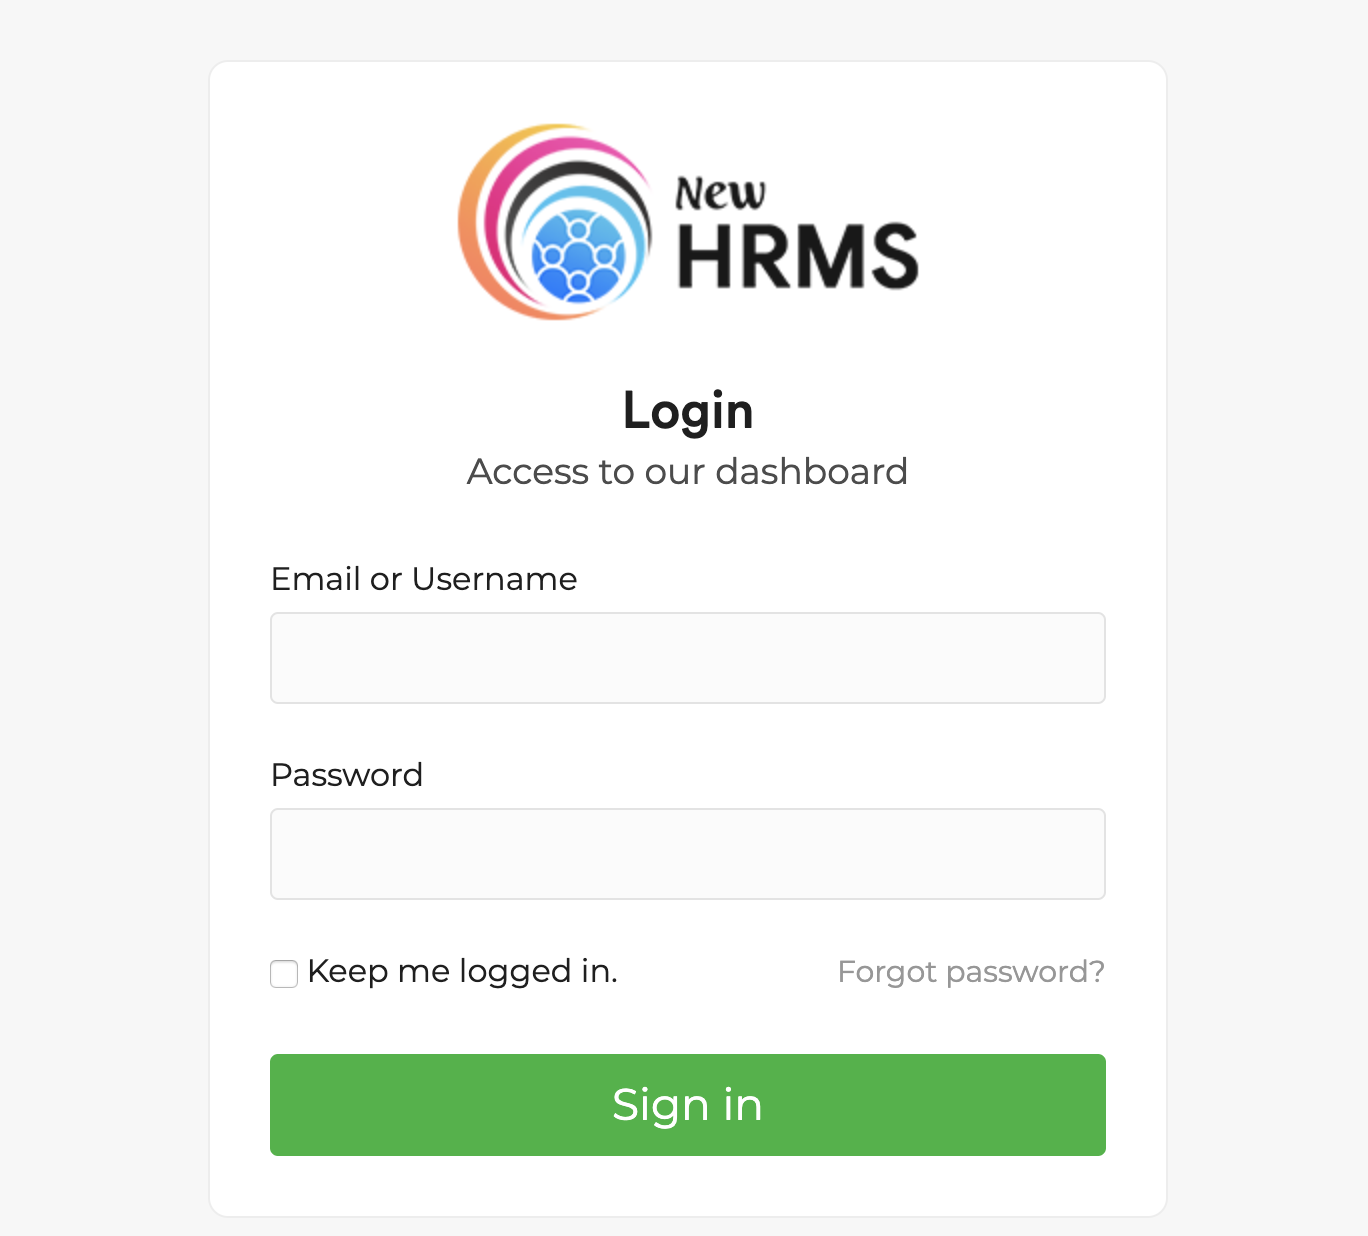 New
HRMS
Login
Access to our dashboard
Email or Username
Password
Keep me logged in.
Forgot password?
Sign in